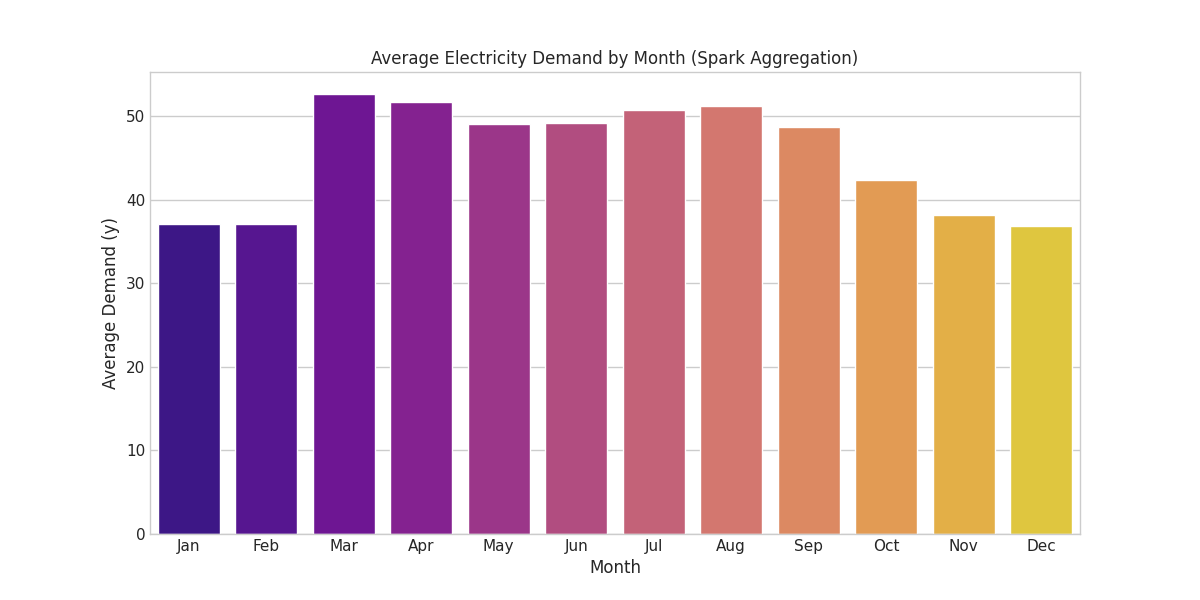 Average Electricity Demand by Month (Spark Aggregation)
Average Demand (y)
50
40
30
20
10
0
Jan Feb Mar Apr May Jun Jul Aug Sep Oct Nov Dec
Month